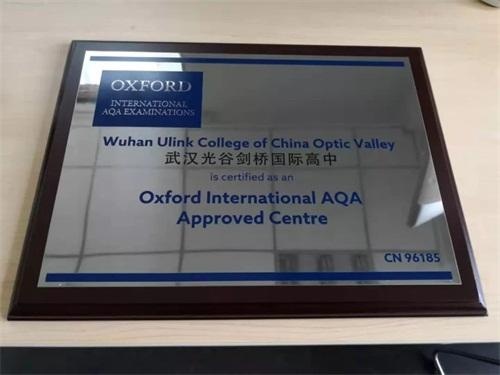 OXFORD
INTERNATIONAL
AQA EXAMINATIONS
Wuhan Ulink College of China Optic Valley
武汉光谷剑桥国际高中
is certified as an
Oxford International AQA
Approved Centre
CN 96185